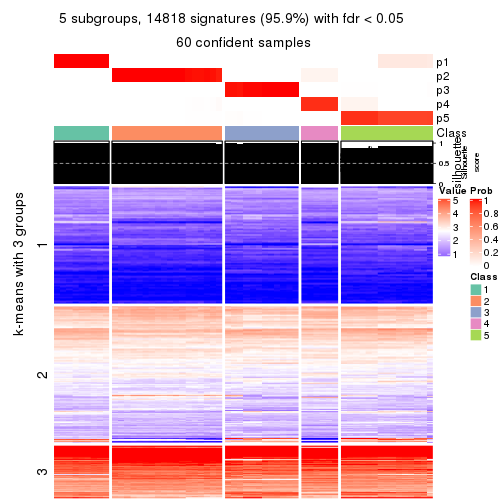 5 subgroups, 14818 signatures (95.9%) with fdr < 0.05
60 confident samples
p1
p2
p3
p4
p5
Class
1
0.5
0
silhouette
Silhouette
score
k-means with 3 groups
1
2
3
Value
5
4
3
2
1
Prob
1
0.8
0.6
0.4
0.2
0
Class
1
2
3
4
5